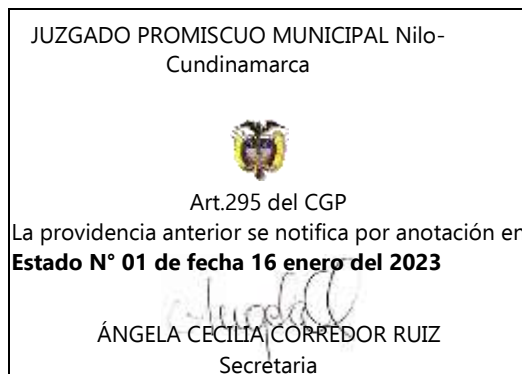 JUZGADO PROMISCUO MUNICIPAL Nilo-
Cundinamarca
Art.295 del CGP
La providencia anterior se notifica por anotación en
Estado N° 01 de fecha 16 enero del 2023
ÁNGELA CECILIA CORREDOR RUIZ
Secretaria